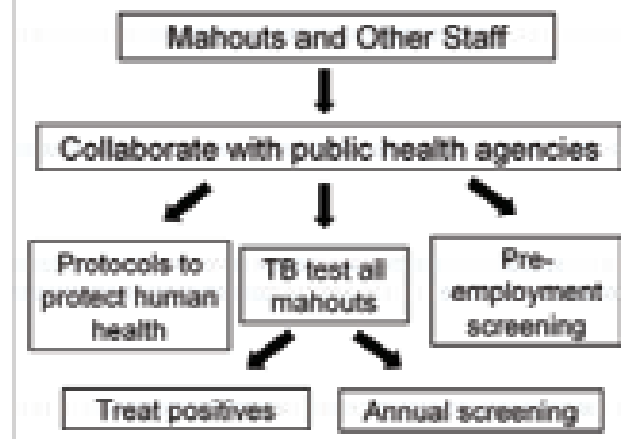 Mahouts and Other Staff
Collaborate with public health agencies
Protocols to
protect human
health
TB test all
mahouts
Pre-
employment
screening
Treat positives
Annual screening